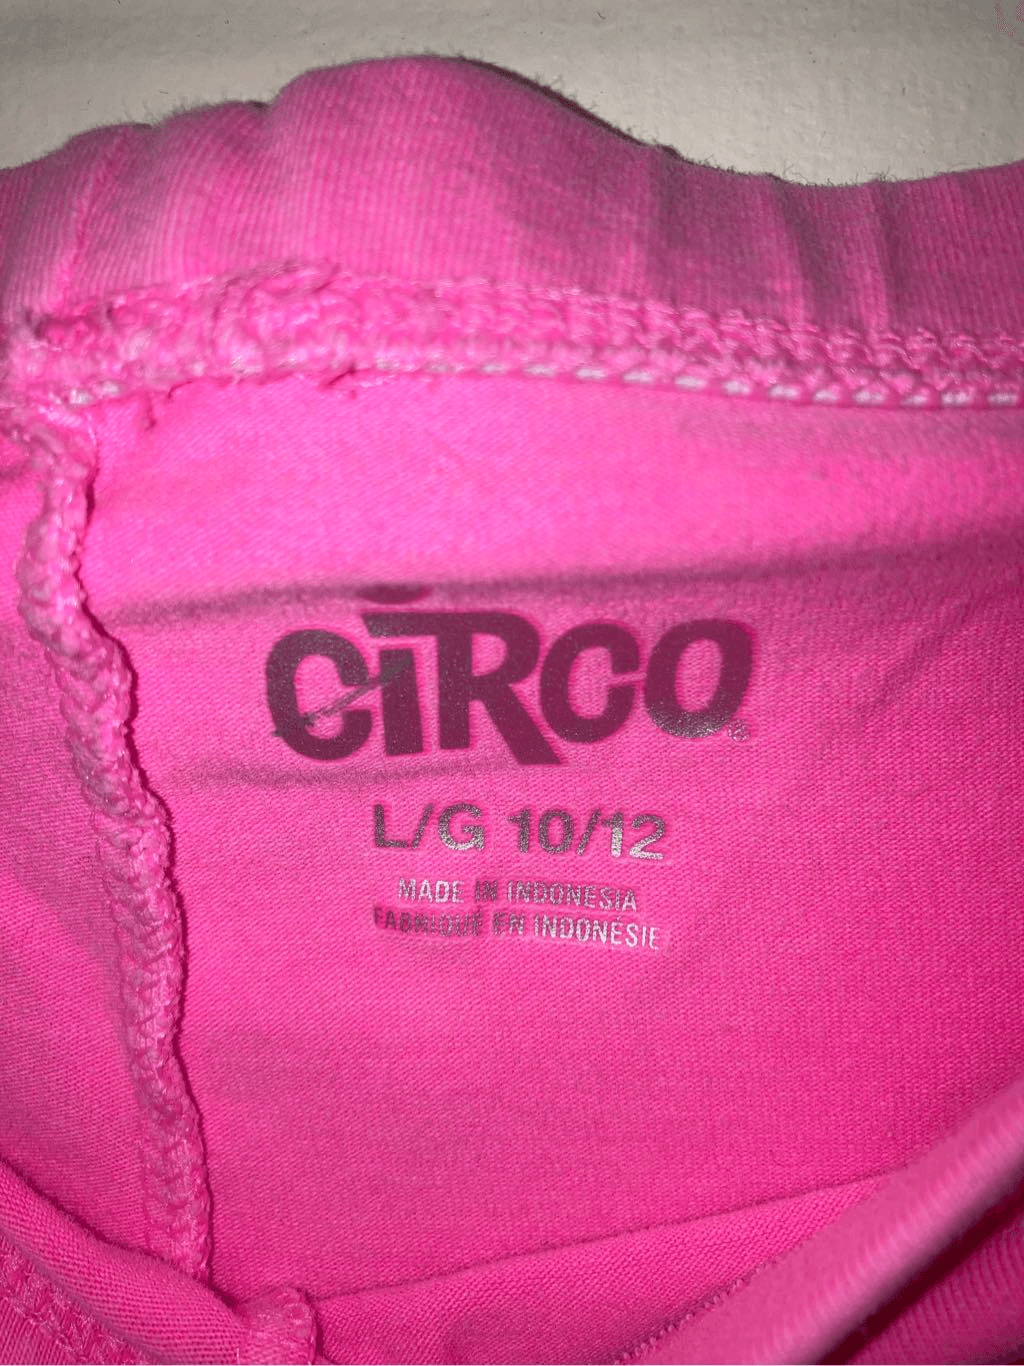 CiRCO®
L/G 10/12
MADE IN INDONESIA
FABRIQUÉ EN INDONÉSIE